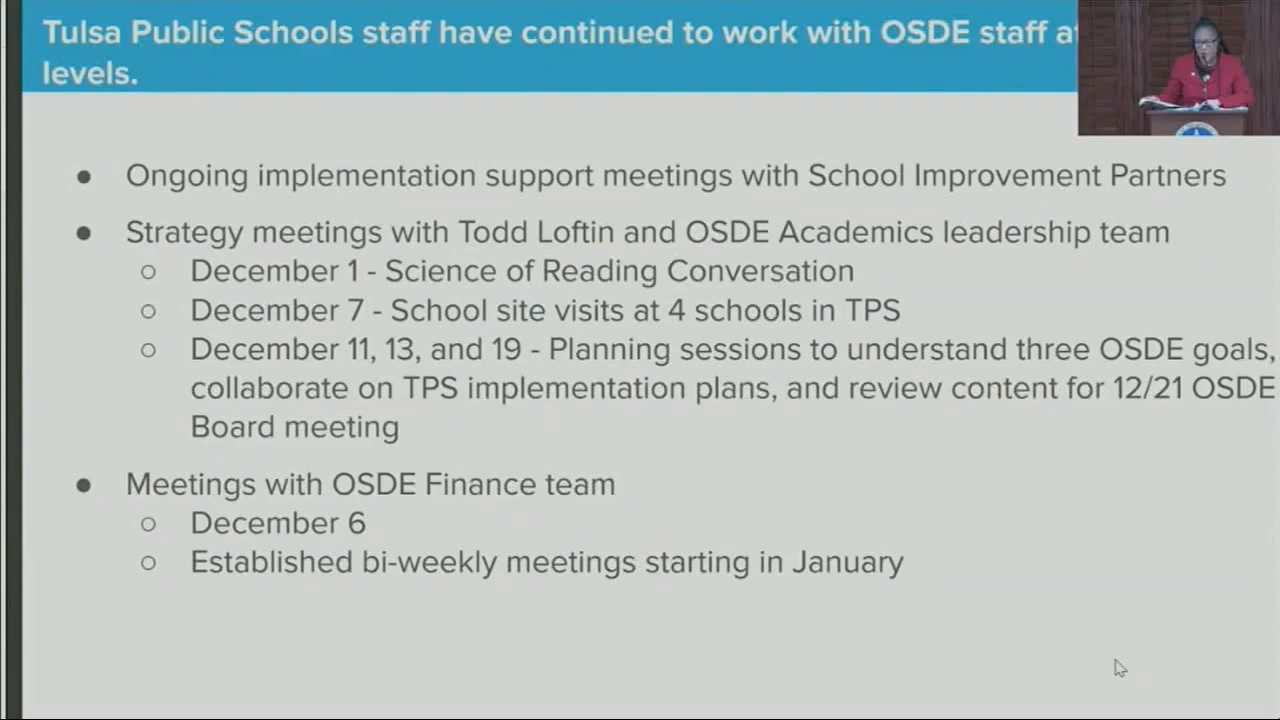 Tulsa Public Schools staff have continued to work with OSDE staff at
levels.
● Ongoing implementation support meetings with School Improvement Partners
● Strategy meetings with Todd Loftin and OSDE Academics leadership team
○ December 1 - Science of Reading Conversation
○ December 7 - School site visits at 4 schools in TPS
○ December 11, 13, and 19 - Planning sessions to understand three OSDE goals,
collaborate on TPS implementation plans, and review content for 12/21 OSDE
Board meeting
● Meetings with OSDE Finance team
○ December 6
○ Established bi-weekly meetings starting in January